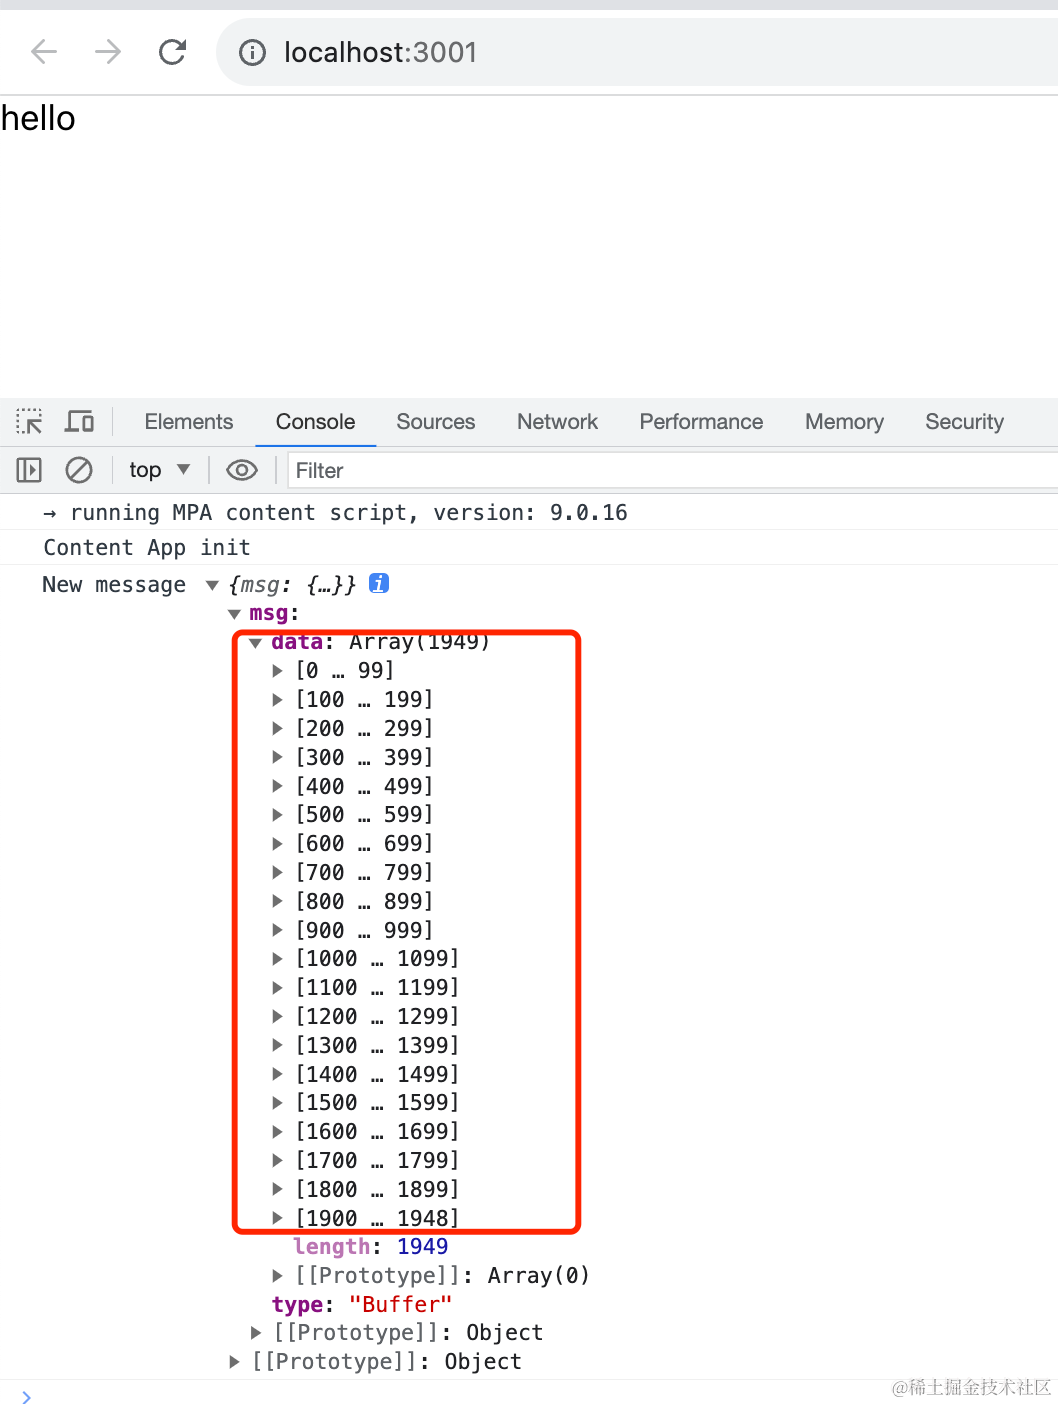 localhost:3001
hello
Elements Console Sources Network Performance Memory Security
top Filter
→ running MPA content script, version: 9.0.16
Content App init
New message ▼ {msg: {…}} i
▼ msg:
▼ data: Array(1949)
▶ [0 … 99]
▶ [100 … 199]
▶ [200 … 299]
▶ [300 … 399]
▶ [400 … 499]
▶ [500 … 599]
▶ [600 … 699]
▶ [700 … 799]
▶ [800 … 899]
▶ [900 … 999]
▶ [1000 … 1099]
▶ [1100 … 1199]
▶ [1200 … 1299]
▶ [1300 … 1399]
▶ [1400 … 1499]
▶ [1500 … 1599]
▶ [1600 … 1699]
▶ [1700 … 1799]
▶ [1800 … 1899]
▶ [1900 … 1948]
length: 1949
▶ [[Prototype]]: Array(0)
type: "Buffer"
▶ [[Prototype]]: Object
▶ [[Prototype]]: Object
@稀土掘金技术社区